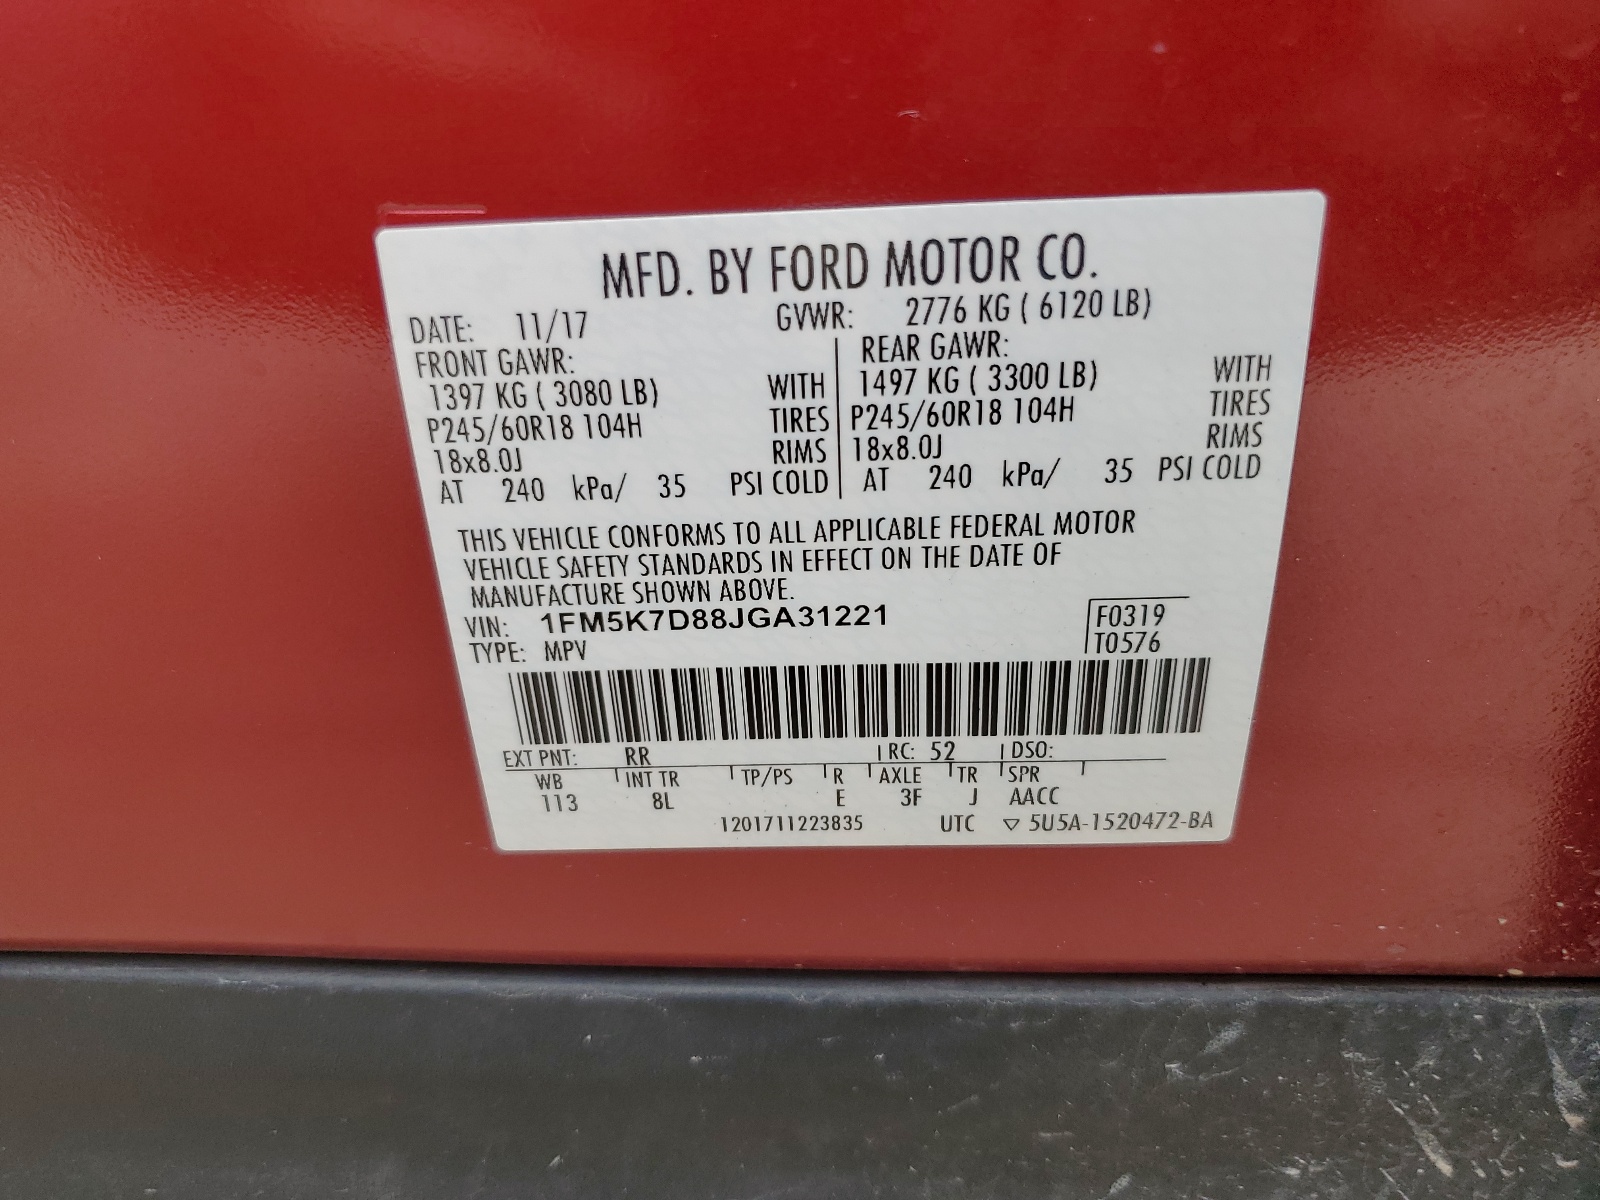 MFD. BY FORD MOTOR CO.
DATE: 11/17 GVWR: 2776 KG ( 6120 LB)
FRONT GAWR: REAR GAWR:
1397 KG ( 3080 LB) WITH 1497 KG ( 3300 LB) WITH
P245/60R18 104H TIRES P245/60R18 104H TIRES
18x8.0J RIMS 18x8.0J RIMS
AT 240 kPa/ 35 PSI COLD AT 240 kPa/ 35 PSI COLD
THIS VEHICLE CONFORMS TO ALL APPLICABLE FEDERAL MOTOR
VEHICLE SAFETY STANDARDS IN EFFECT ON THE DATE OF
MANUFACTURE SHOWN ABOVE.
VIN: 1FM5K7D88JGA31221 F0319
TYPE: MPV T0576
EXT PNT: RR RC: 52 DSO:
WB INT TR TP/PS R AXLE TR SPR
113 8L E 3F J AACC
1201711223835 UTC ▽ 5U5A-1520472-BA